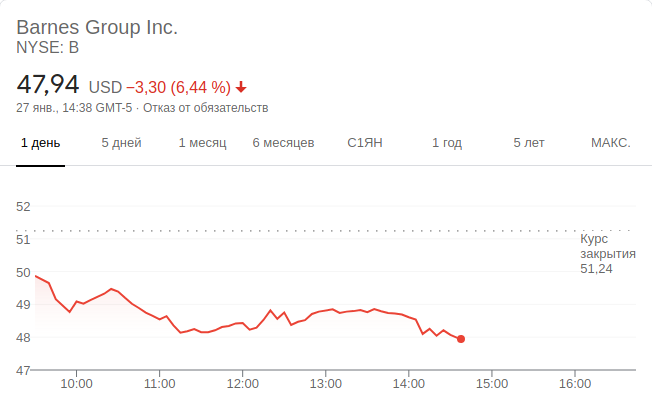 Barnes Group Inc.
NYSE: B
47,94 USD −3,30 (6,44 %)
27 янв., 14:38 GMT-5 · Отказ от обязательств
1 день 5 дней 1 месяц 6 месяцев С1ЯН 1 год 5 лет МАКС.
52
51
50
49
48
47
Курс
закрытия
51,24
10:00 11:00 12:00 13:00 14:00 15:00 16:00